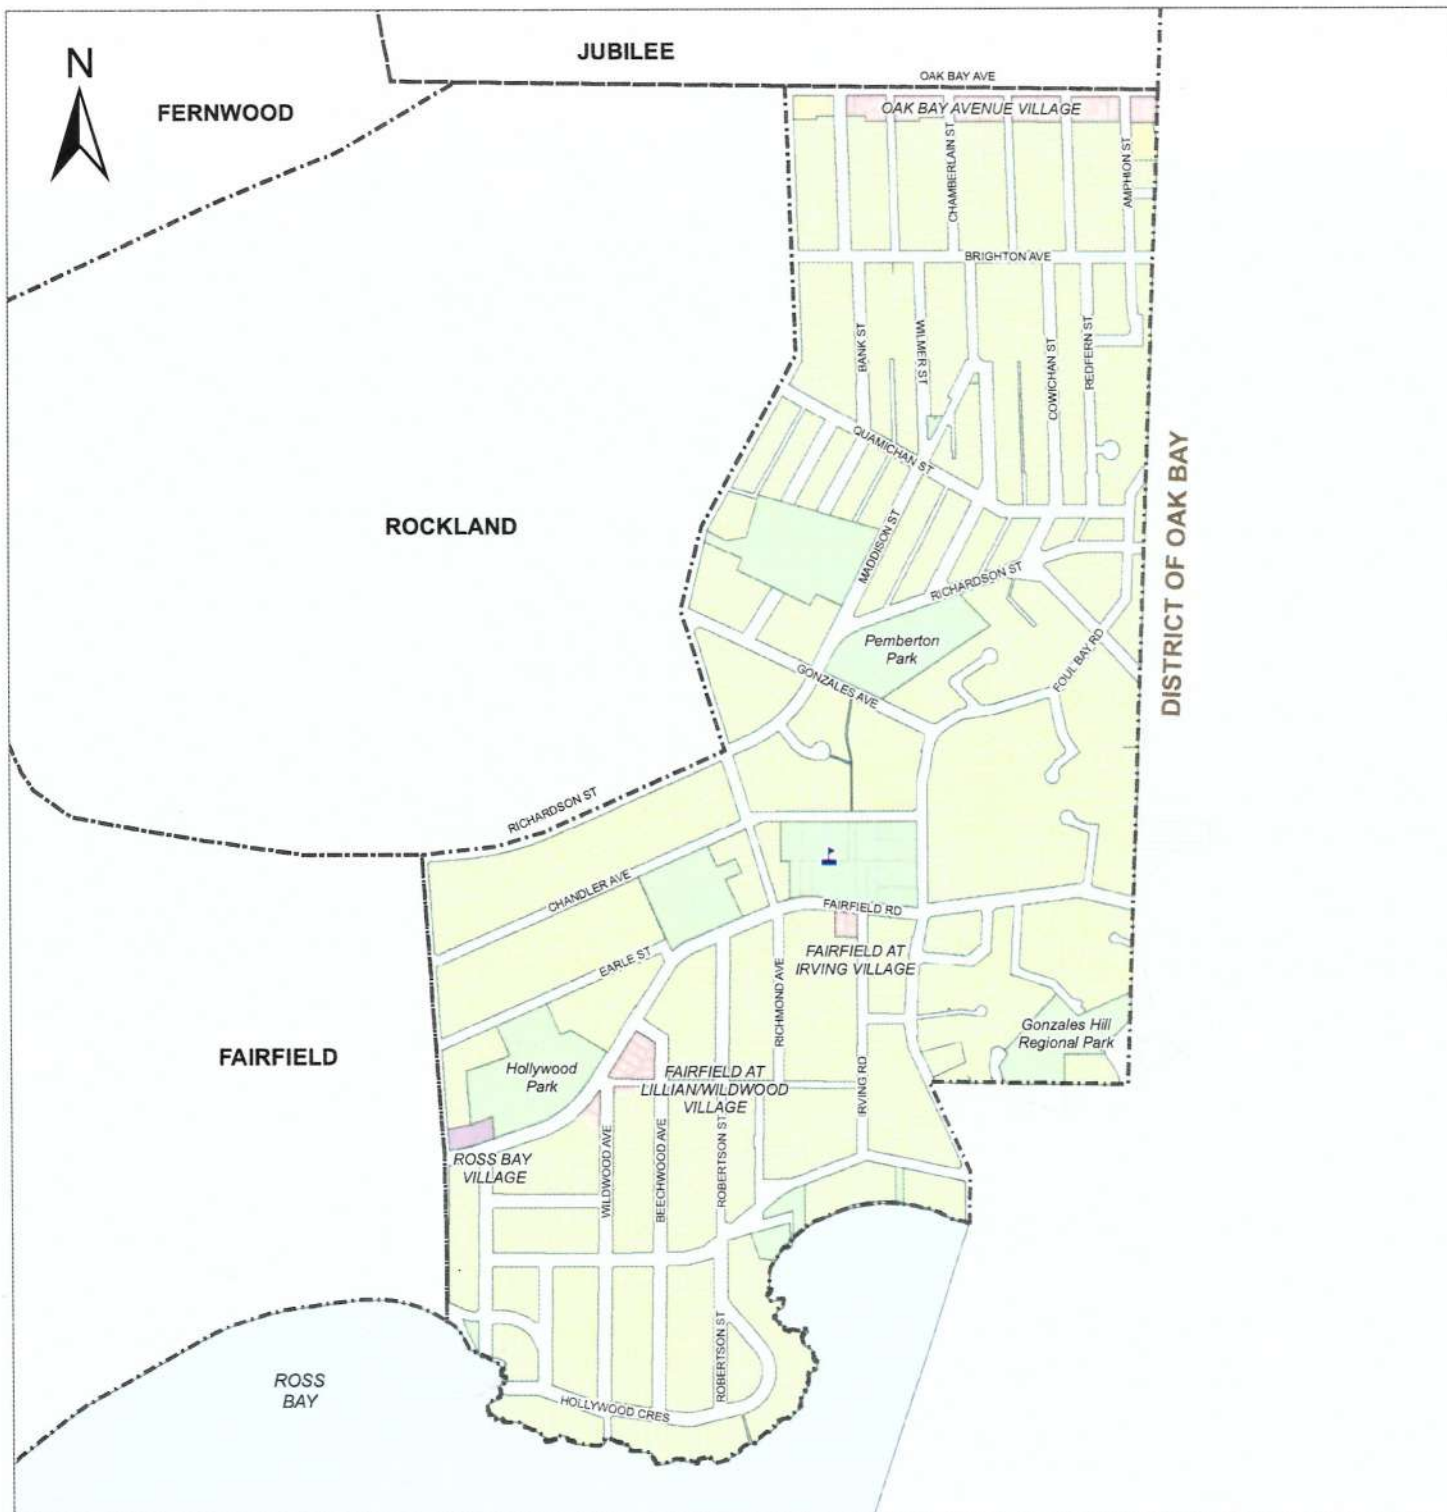 JUBILEE
N
OAK BAY AVE
FERNWOOD
OAK BAY AVENUE VILLAGE
CHAMBERLAIN ST
AMPHION ST
BRIGHTON AVE
BANK ST
WILMER ST
COWICHAN ST
REDFERN ST
QUAMICHAN ST
DISTRICT OF OAK BAY
ROCKLAND
MADDISON ST
RICHARDSON ST
Pemberton
Park
FOUL BAY RD
GONZALES AVE
RICHARDSON ST
CHANDLER AVE
FAIRFIELD RD
EARLE ST
FAIRFIELD AT
IRVING VILLAGE
RICHMOND AVE
Gonzales Hill
Regional Park
FAIRFIELD
Hollywood
Park
FAIRFIELD AT
LILLIAN/WILDWOOD
VILLAGE
IRVING RD
ROSS BAY
VILLAGE
WILDWOOD AVE
BEECHWOOD AVE
ROBERTSON ST
ROBERTSON ST
ROSS
BAY
HOLLYWOOD CRES